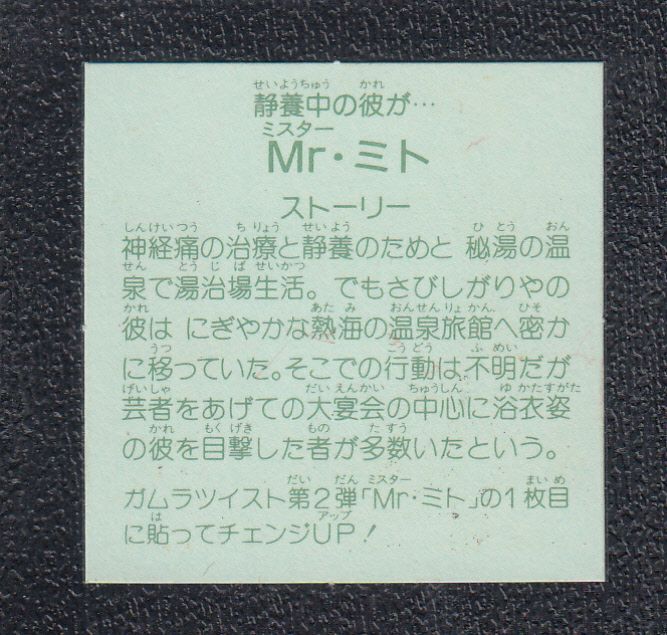 静養中の彼が…
Mr・ミト
ストーリー
神経痛の治療と静養のためと 秘湯の温
泉で湯治場生活。でもさびしがりやの
彼は にぎやかな熱海の温泉旅館へ密か
に移っていた。そこでの行動は不明だが
芸者をあげての大宴会の中心に浴衣姿
の彼を目撃した者が多数いたという。
ガムラツイスト第2弾「Mr・ミト」の1枚目
に貼ってチェンジUP!